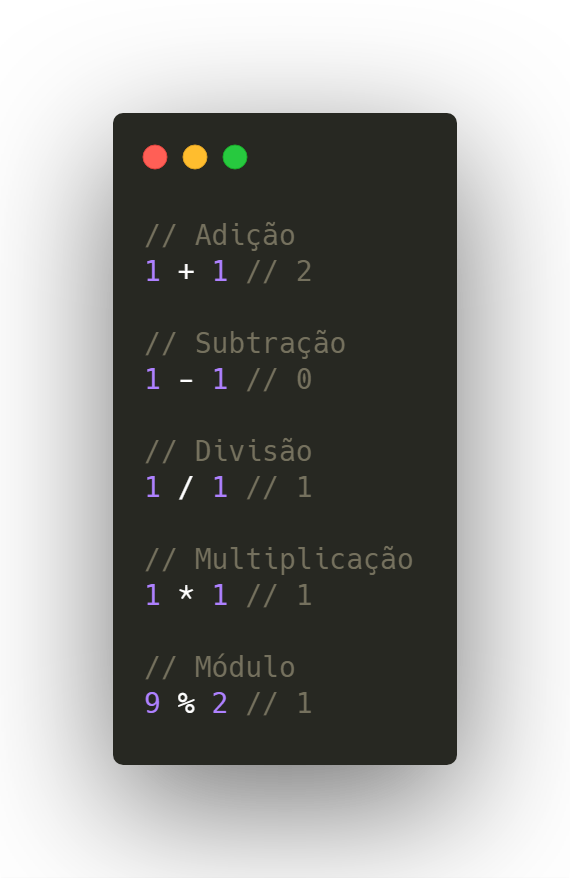 // Adição
1 + 1 // 2
// Subtração
1 - 1 // 0
// Divisão
1 / 1 // 1
// Multiplicação
1 * 1 // 1
// Módulo
9 % 2 // 1